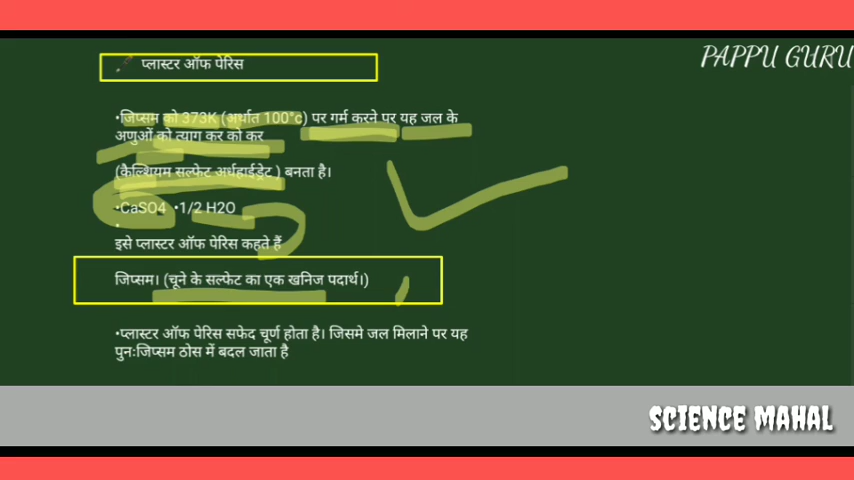 PAPPU GURU
प्लास्टर ऑफ पेरिस
•जिप्सम को 373K (अर्थात 100°c) पर गर्म करने पर यह जल के
अणुओं को त्याग कर को कर
(कैल्शियम सल्फेट अर्धहाईड्रेट ) बनता है।
•CaSO4 •1/2 H2O
•
इसे प्लास्टर ऑफ पेरिस कहते हैं
जिप्सम। (चूने के सल्फेट का एक खनिज पदार्थ।)
•प्लास्टर ऑफ पेरिस सफेद चूर्ण होता है। जिसमे जल मिलाने पर यह
पुनःजिप्सम ठोस में बदल जाता है
SCIENCE MAHAL